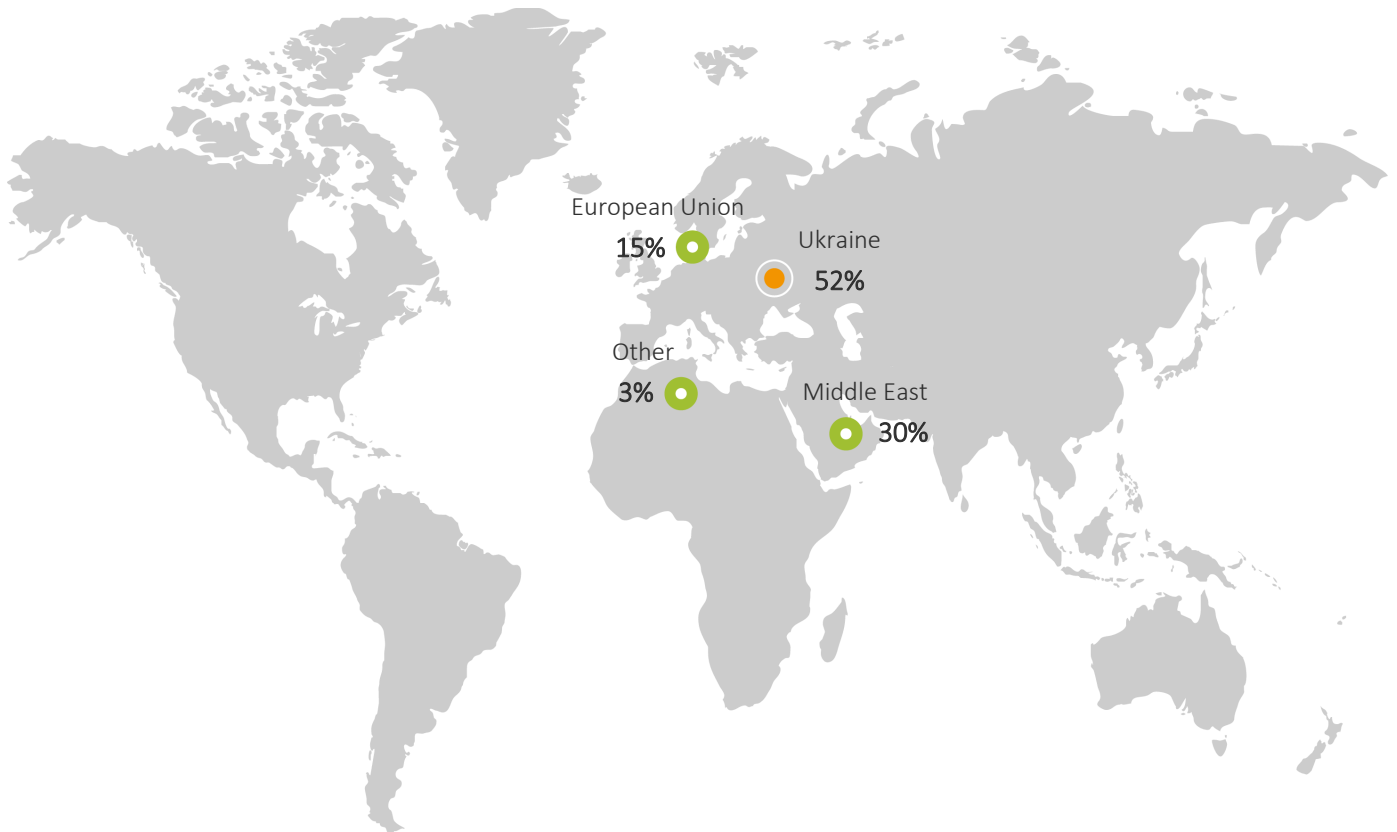 European Union
15%
Ukraine
52%
Other
3%
Middle East
30%